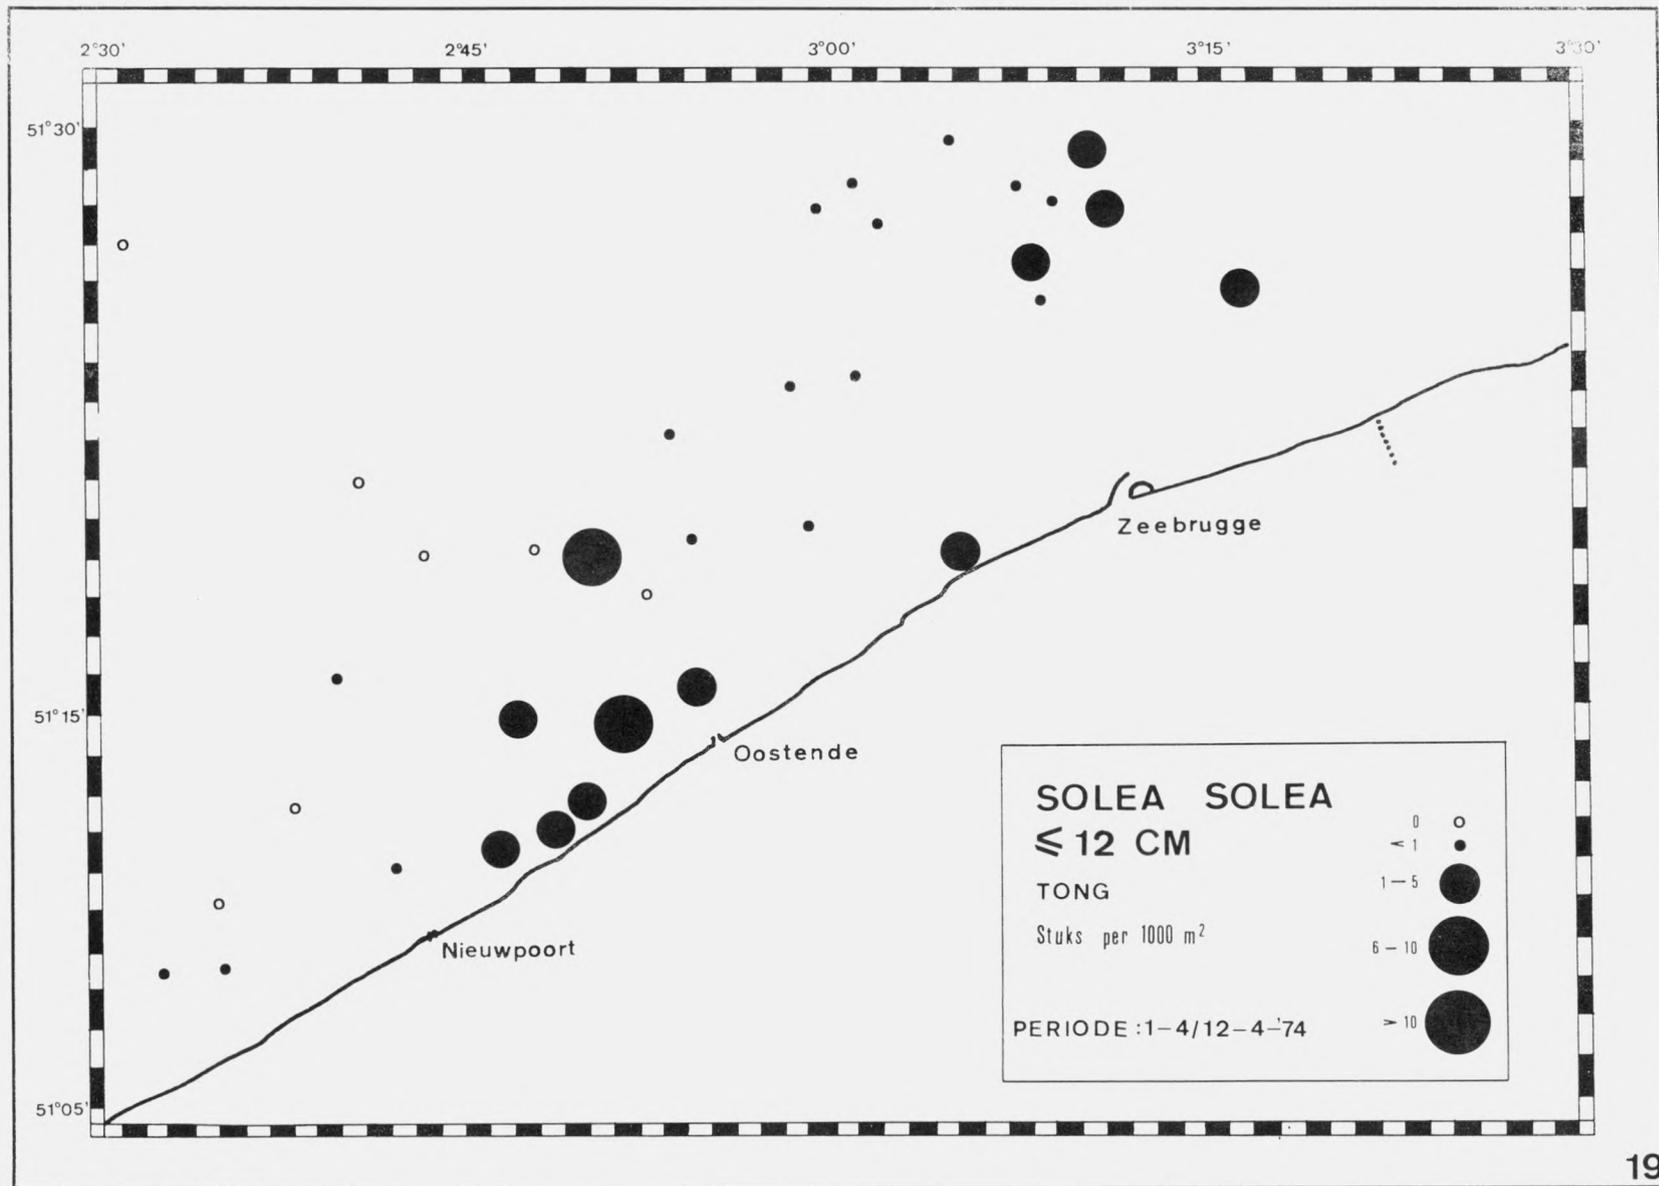 2°30' 2°45' 3°00' 3°15' 3°30'
51°30'
Zeebrugge
51°15'
Oostende
Nieuwpoort
51°05'
SOLEA SOLEA
⩽ 12 CM
TONG
Stuks per 1000 m²
PERIODE : 1-4/12-4-'74
0
< 1
1 – 5
6 – 10
> 10
19